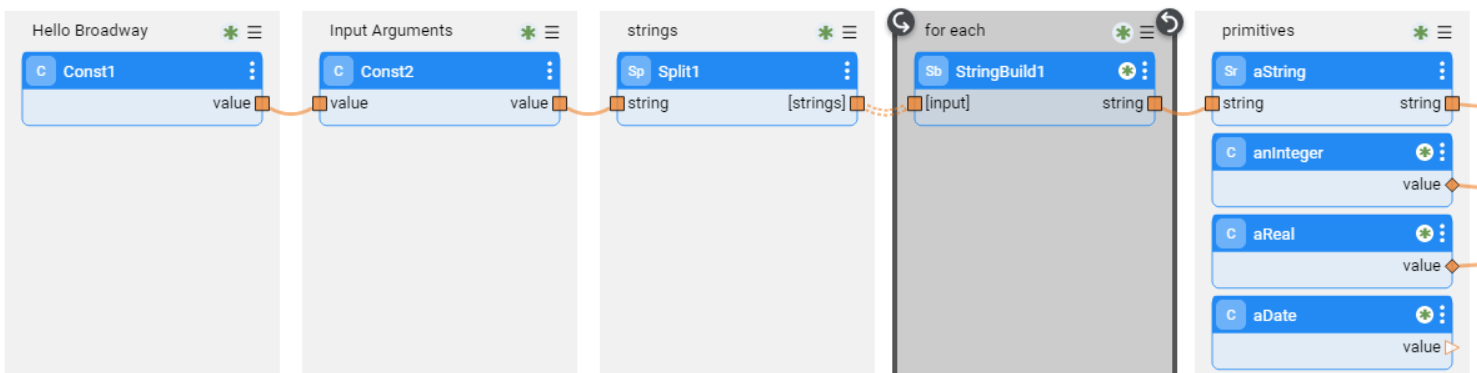 Hello Broadway
C Const1
value
Input Arguments
C Const2
value value
strings
Sp Split1
string [strings]
for each
Sb StringBuild1
[input] string
primitives
Sr aString
string string
C anInteger
value
C aReal
value
C aDate
value